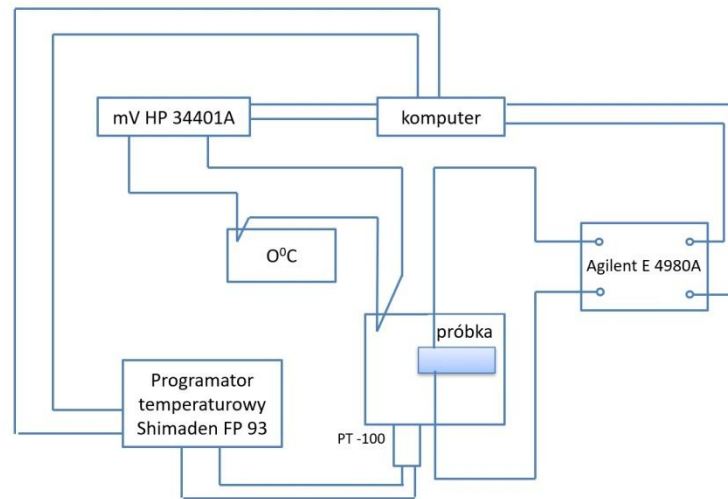 mV HP 34401A
komputer
O⁰C
Agilent E 4980A
próbka
Programator
temperaturowy
Shimaden FP 93
PT -100